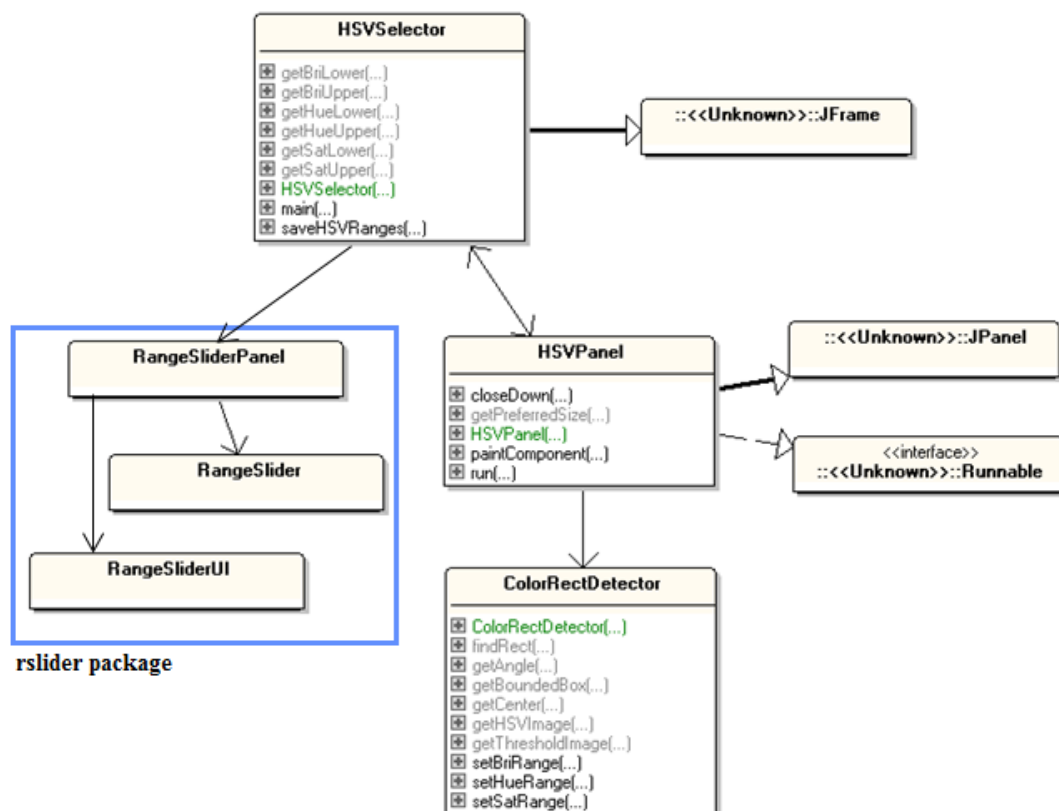 HSVSelector
getBriLower(...)
getBriUpper(...)
getHueLower(...)
getHueUpper(...)
getSatLower(...)
getSatUpper(...)
HSVSelector(...)
main(...)
saveHSVRanges(...)
::<<Unknown>>::JFrame
RangeSliderPanel
RangeSlider
RangeSliderUI
rslider package
HSVPanel
closeDown(...)
getPreferredSize(...)
HSVPanel(...)
paintComponent(...)
run(...)
::<<Unknown>>::JPanel
<<interface>>
::<<Unknown>>::Runnable
ColorRectDetector
ColorRectDetector(...)
findRect(...)
getAngle(...)
getBoundedBox(...)
getCenter(...)
getHSVImage(...)
getThresholdImage(...)
setBriRange(...)
setHueRange(...)
setSatRange(...)